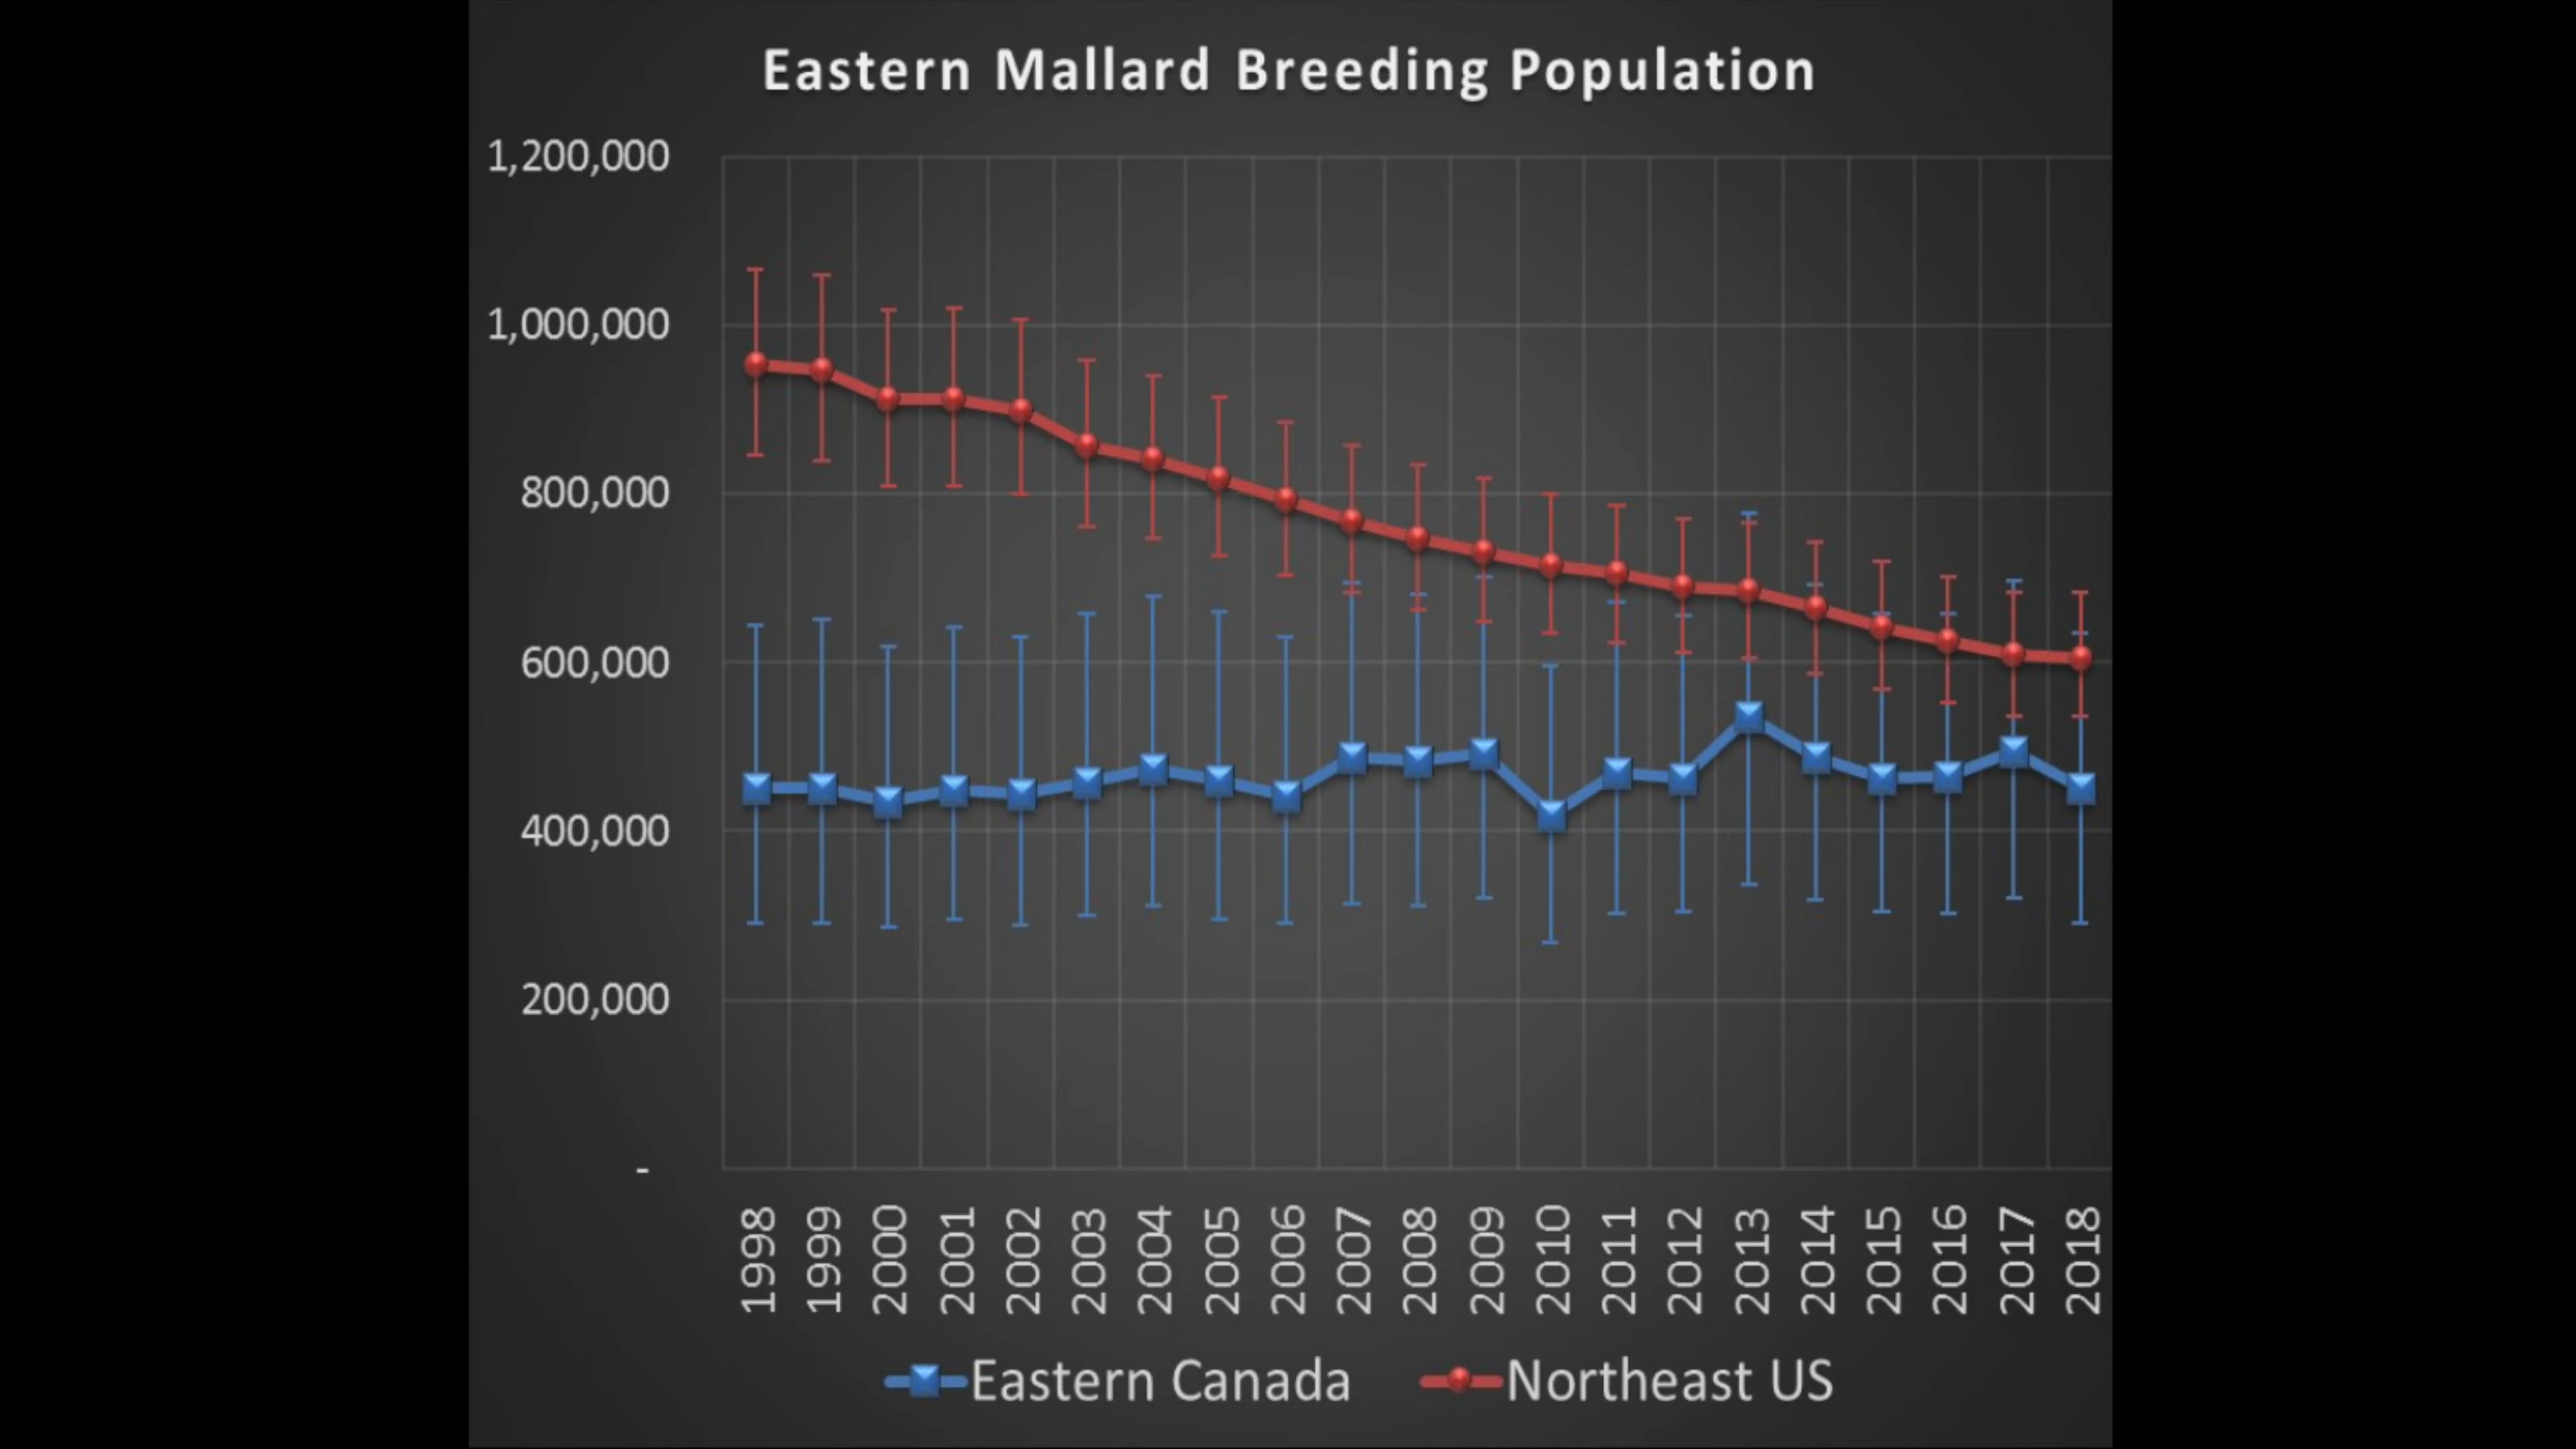 Eastern Mallard Breeding Population
1,200,000
1,000,000
800,000
600,000
400,000
200,000
-
1998 1999 2000 2001 2002 2003 2004 2005 2006 2007 2008 2009 2010 2011 2012 2013 2014 2015 2016 2017 2018
Eastern Canada Northeast US